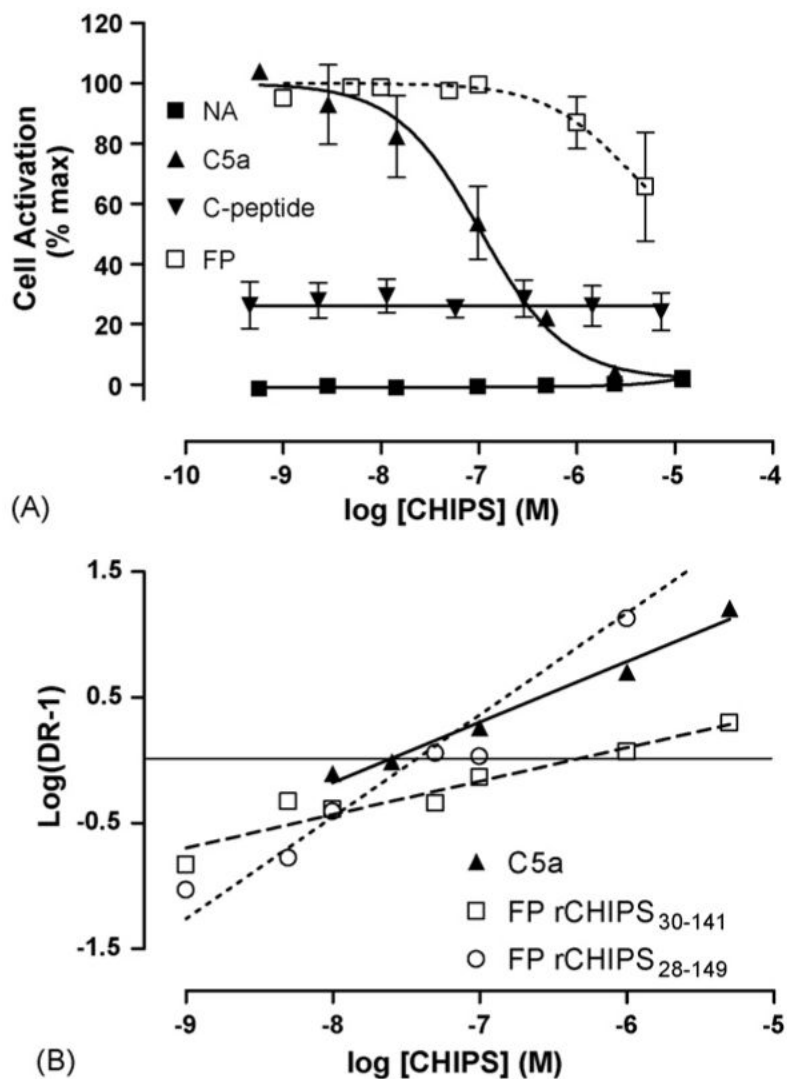 120
100
80
60
40
20
0
Cell Activation
(% max)
NA
C5a
C-peptide
FP
-10 -9 -8 -7 -6 -5 -4
log [CHIPS] (M)
(A)
1.5
0.5
-0.5
-1.5
Log(DR-1)
C5a
FP rCHIPS30-141
FP rCHIPS28-149
-9 -8 -7 -6 -5
log [CHIPS] (M)
(B)